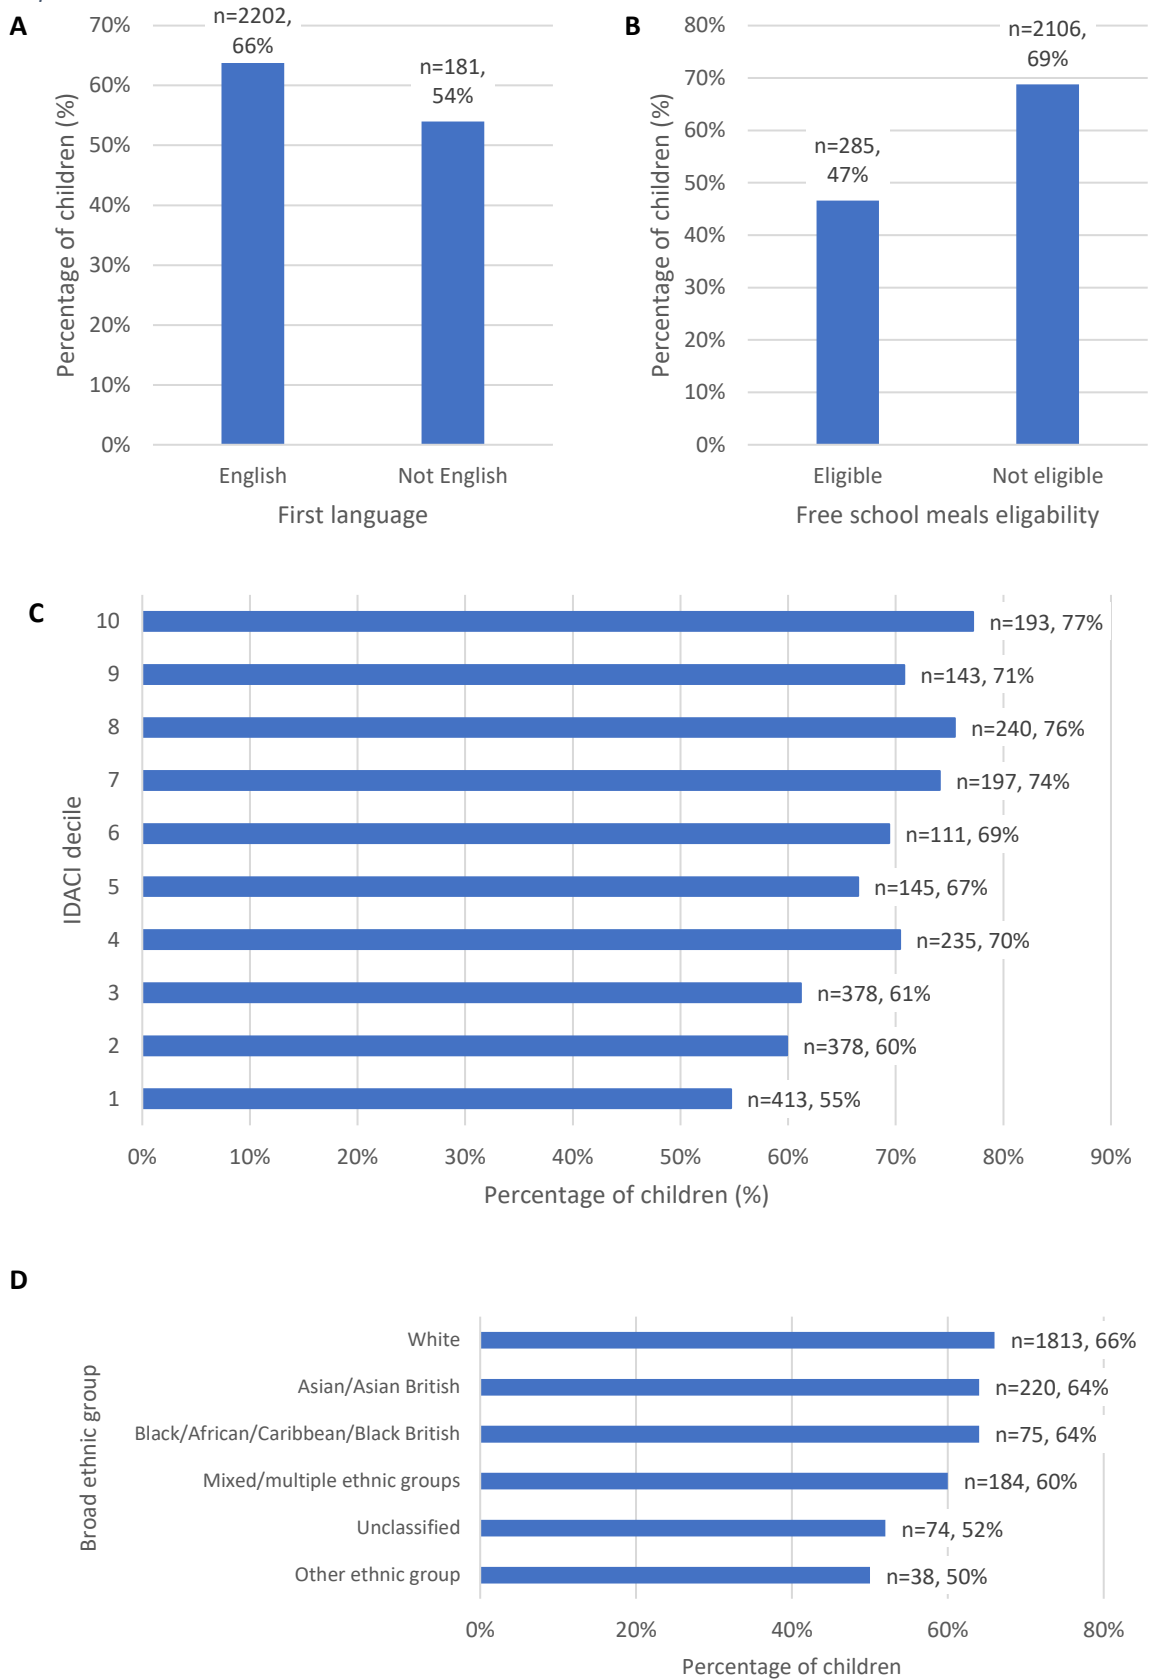 A
70%
60%
50%
40%
30%
20%
10%
0%
Percentage of children (%)
n=2202,
66%
n=181,
54%
English
Not English
First language
B
80%
70%
60%
50%
40%
30%
20%
10%
0%
Percentage of children (%)
n=285,
47%
n=2106,
69%
Eligible
Not eligible
Free school meals eligability
C
IDACI decile
10
n=193, 77%
9
n=143, 71%
8
n=240, 76%
7
n=197, 74%
6
n=111, 69%
5
n=145, 67%
4
n=235, 70%
3
n=378, 61%
2
n=378, 60%
1
n=413, 55%
0%
10%
20%
30%
40%
50%
60%
70%
80%
90%
Percentage of children (%)
D
Broad ethnic group
White
n=1813, 66%
Asian/Asian British
n=220, 64%
Black/African/Caribbean/Black British
n=75, 64%
Mixed/multiple ethnic groups
n=184, 60%
Unclassified
n=74, 52%
Other ethnic group
n=38, 50%
0%
20%
40%
60%
80%
Percentage of children